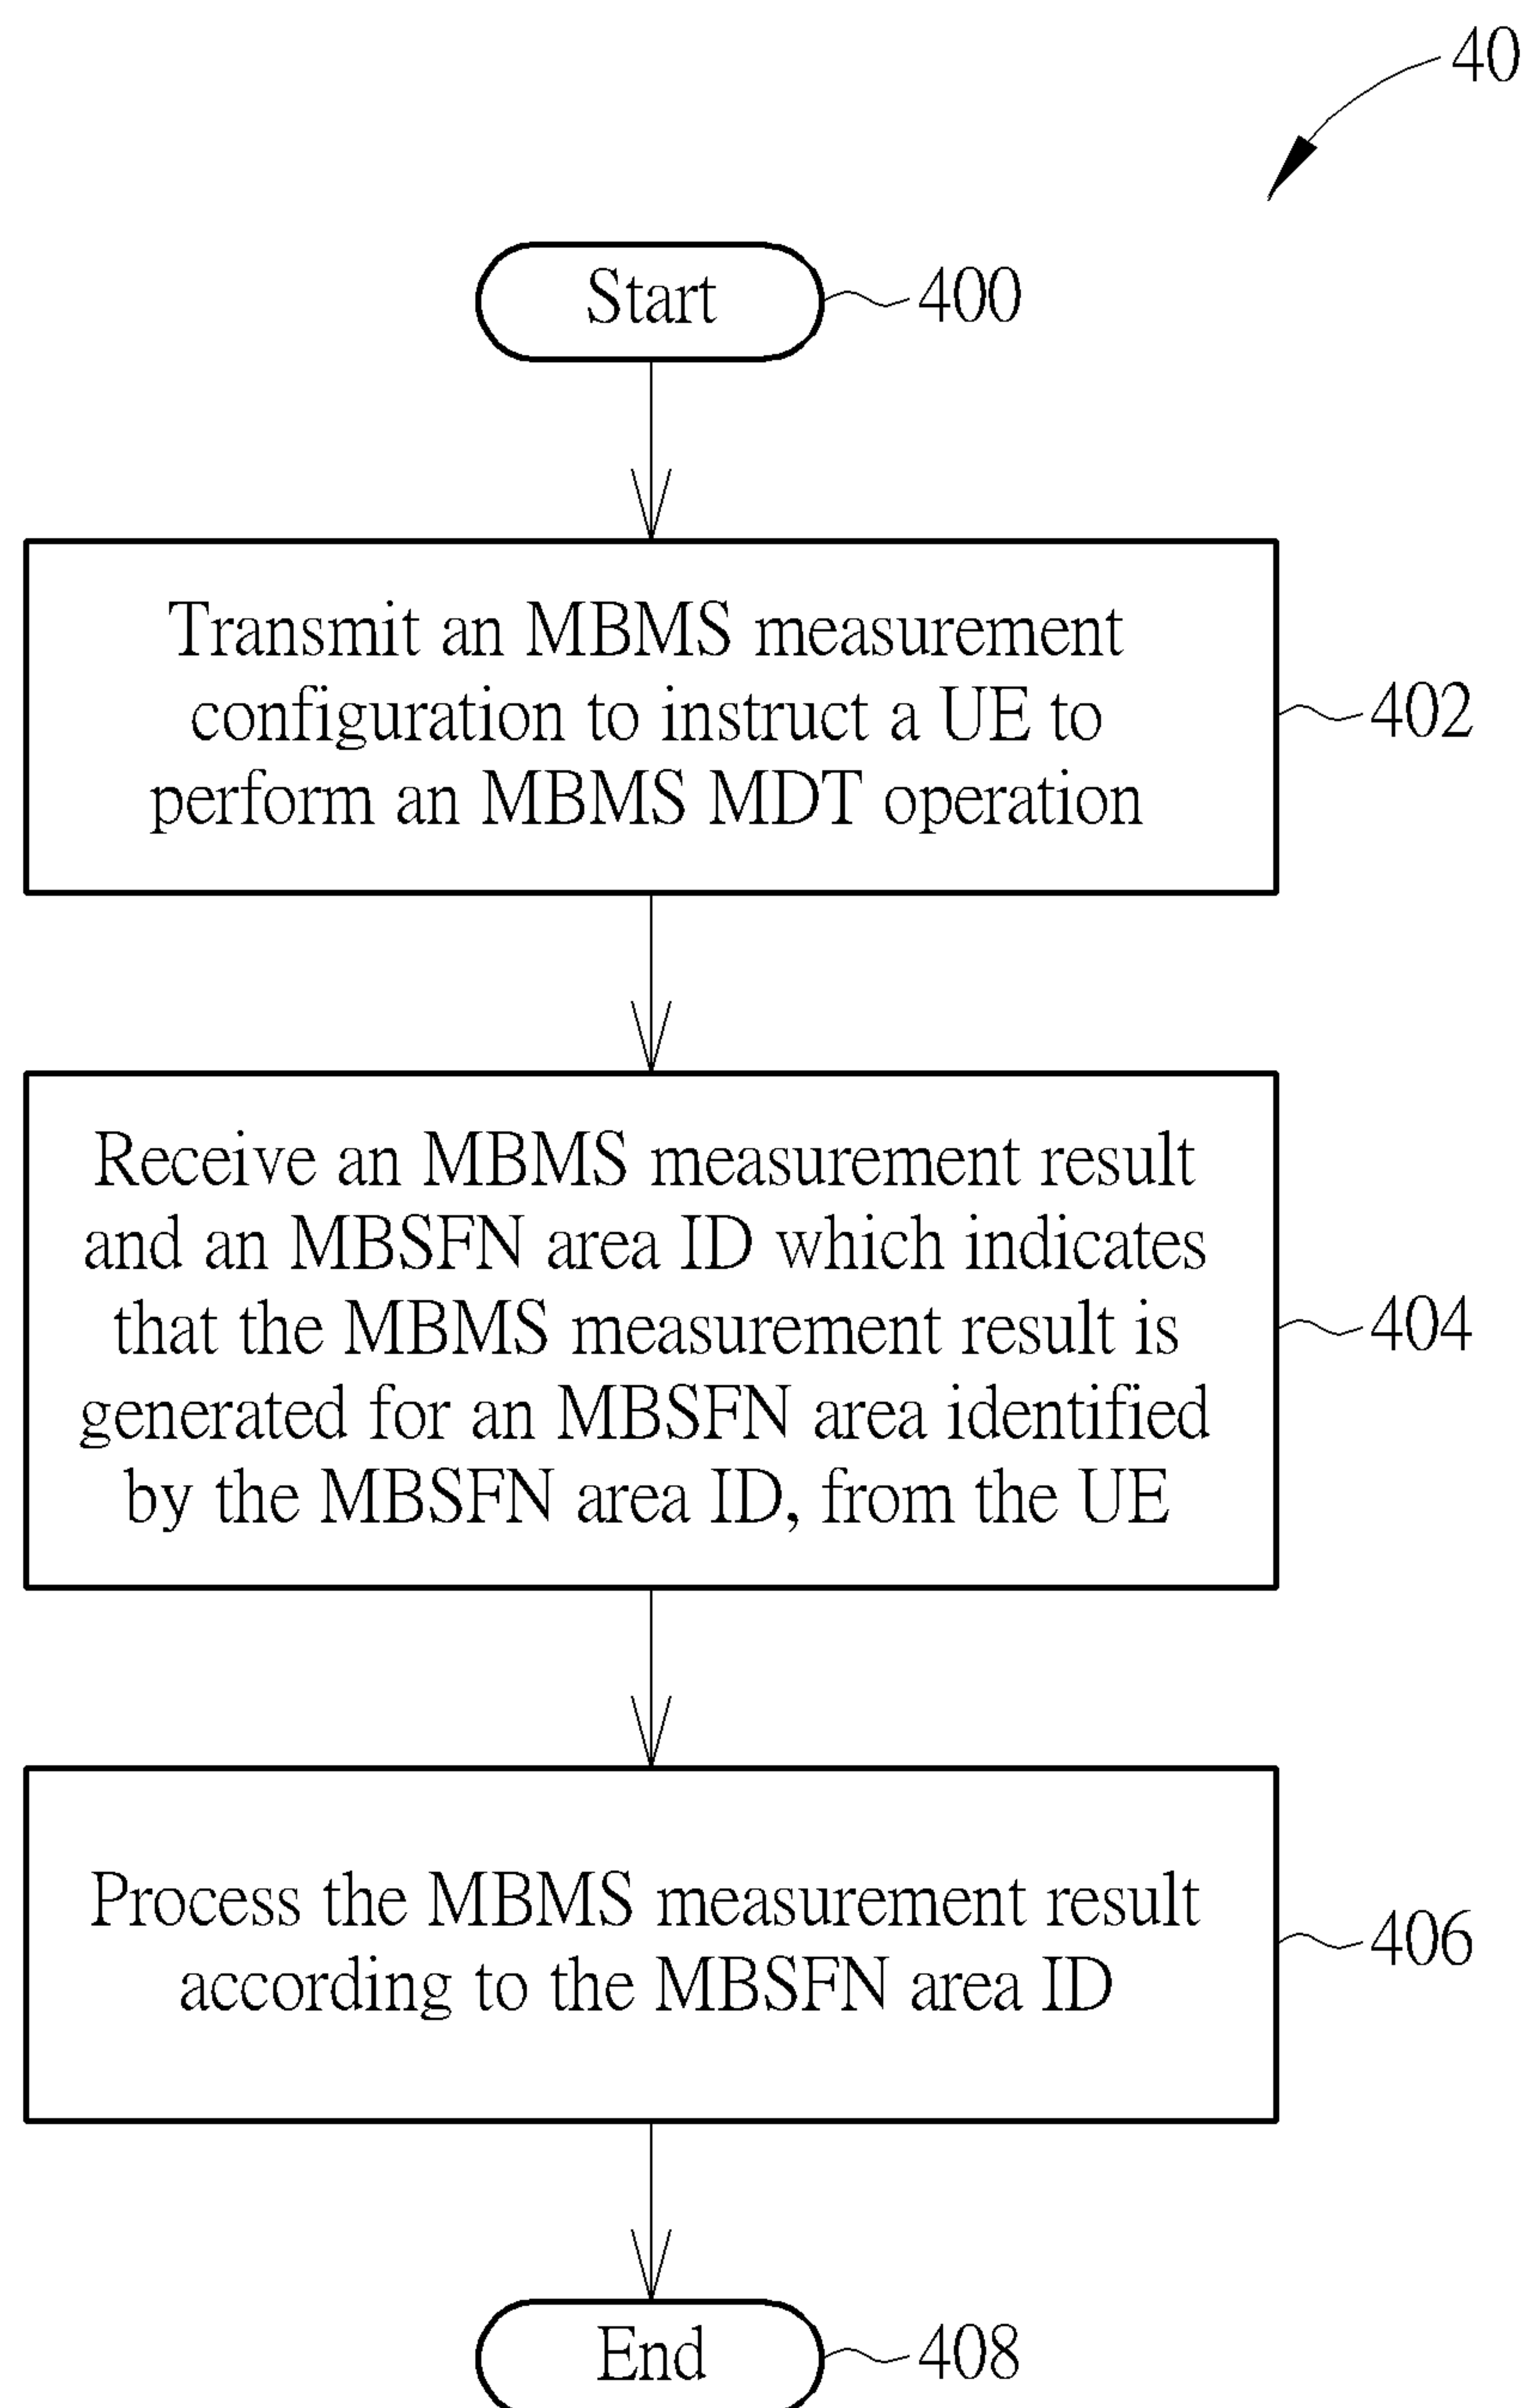 40
Start
400
Transmit an MBMS measurement
configuration to instruct a UE to
perform an MBMS MDT operation
402
Receive an MBMS measurement result
and an MBSFN area ID which indicates
that the MBMS measurement result is
generated for an MBSFN area identified
by the MBSFN area ID, from the UE
404
Process the MBMS measurement result
according to the MBSFN area ID
406
End
408